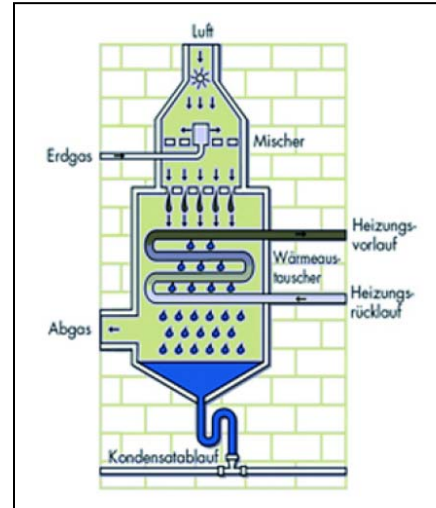 Luft
Erdgas
Mischer
Heizungs-
vorlauf
Wärmeaus-
tauscher
Heizungs-
rücklauf
Abgas
Kondensatablauf